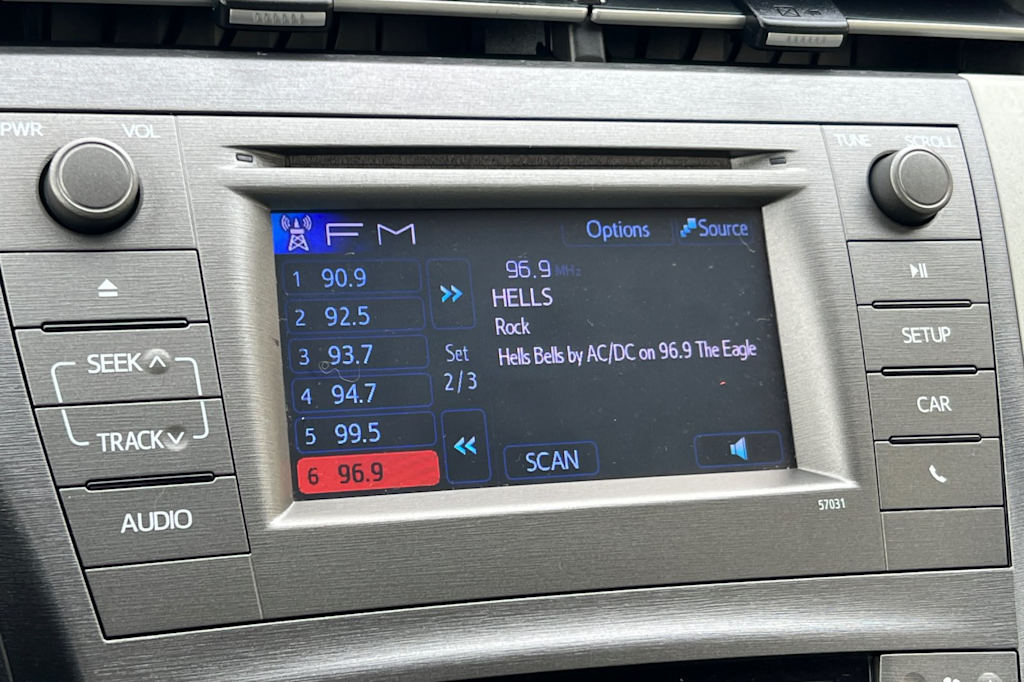 PWR VOL
TUNE SCROLL
FM
Options
Source
1 90.9
2 92.5
3 93.7
4 94.7
5 99.5
6 96.9
Set
2/3
96.9 MHz
HELLS
Rock
Hells Bells by AC/DC on 96.9 The Eagle
SCAN
57031
SEEK
TRACK
AUDIO
SETUP
CAR